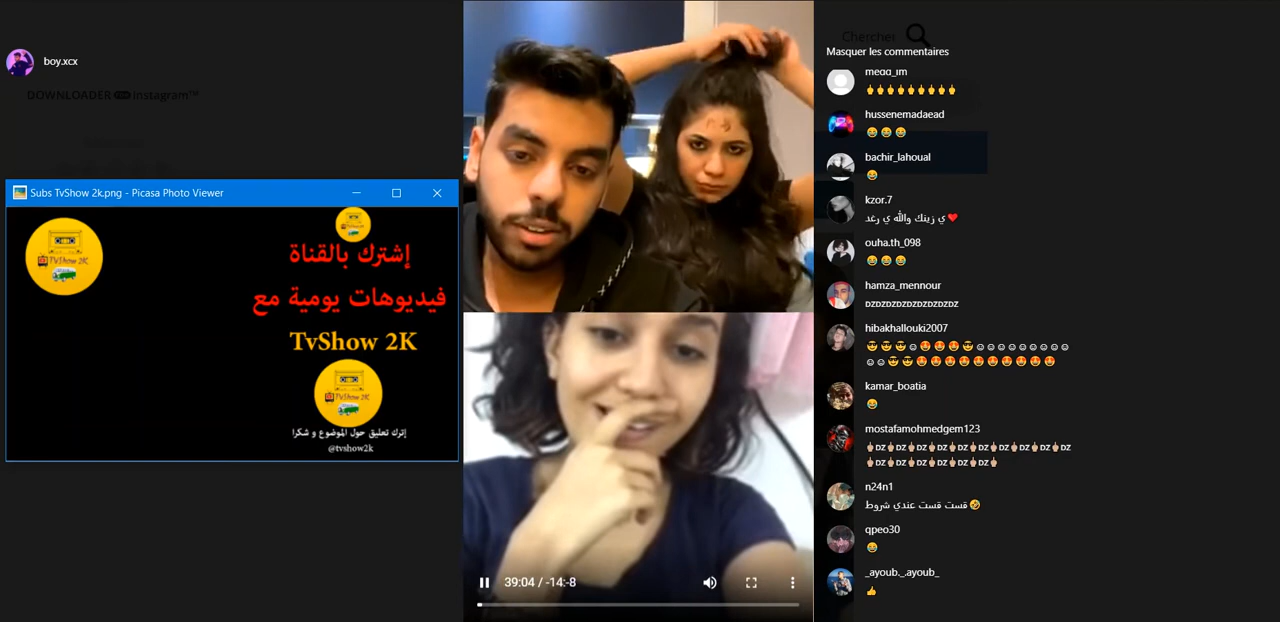 boy.xcx
DOWNLOADER Instagram™
Subs TvShow 2k.png - Picasa Photo Viewer
TvShow 2K
إشترك بالقناة
فيديوهات يومية مع
TvShow 2K
TvShow 2K
إترك تعليق حول الموضوع و شكرا
@tvshow2k
39:04 / -14:-8
Chercher
Masquer les commentaires
hussenemadaead
bachir_lahoual
kzor.7
ي زينك والله ي رغد❤️
ouha.th_098
hamza_mennour
DZDZDZDZDZDZDZDZDZ
hibakhallouki2007
kamar_boatia
mostafamohmedgem123
n24n1
قست قست عندي شروط🤣
qpeo30
_ayoub._.ayoub_